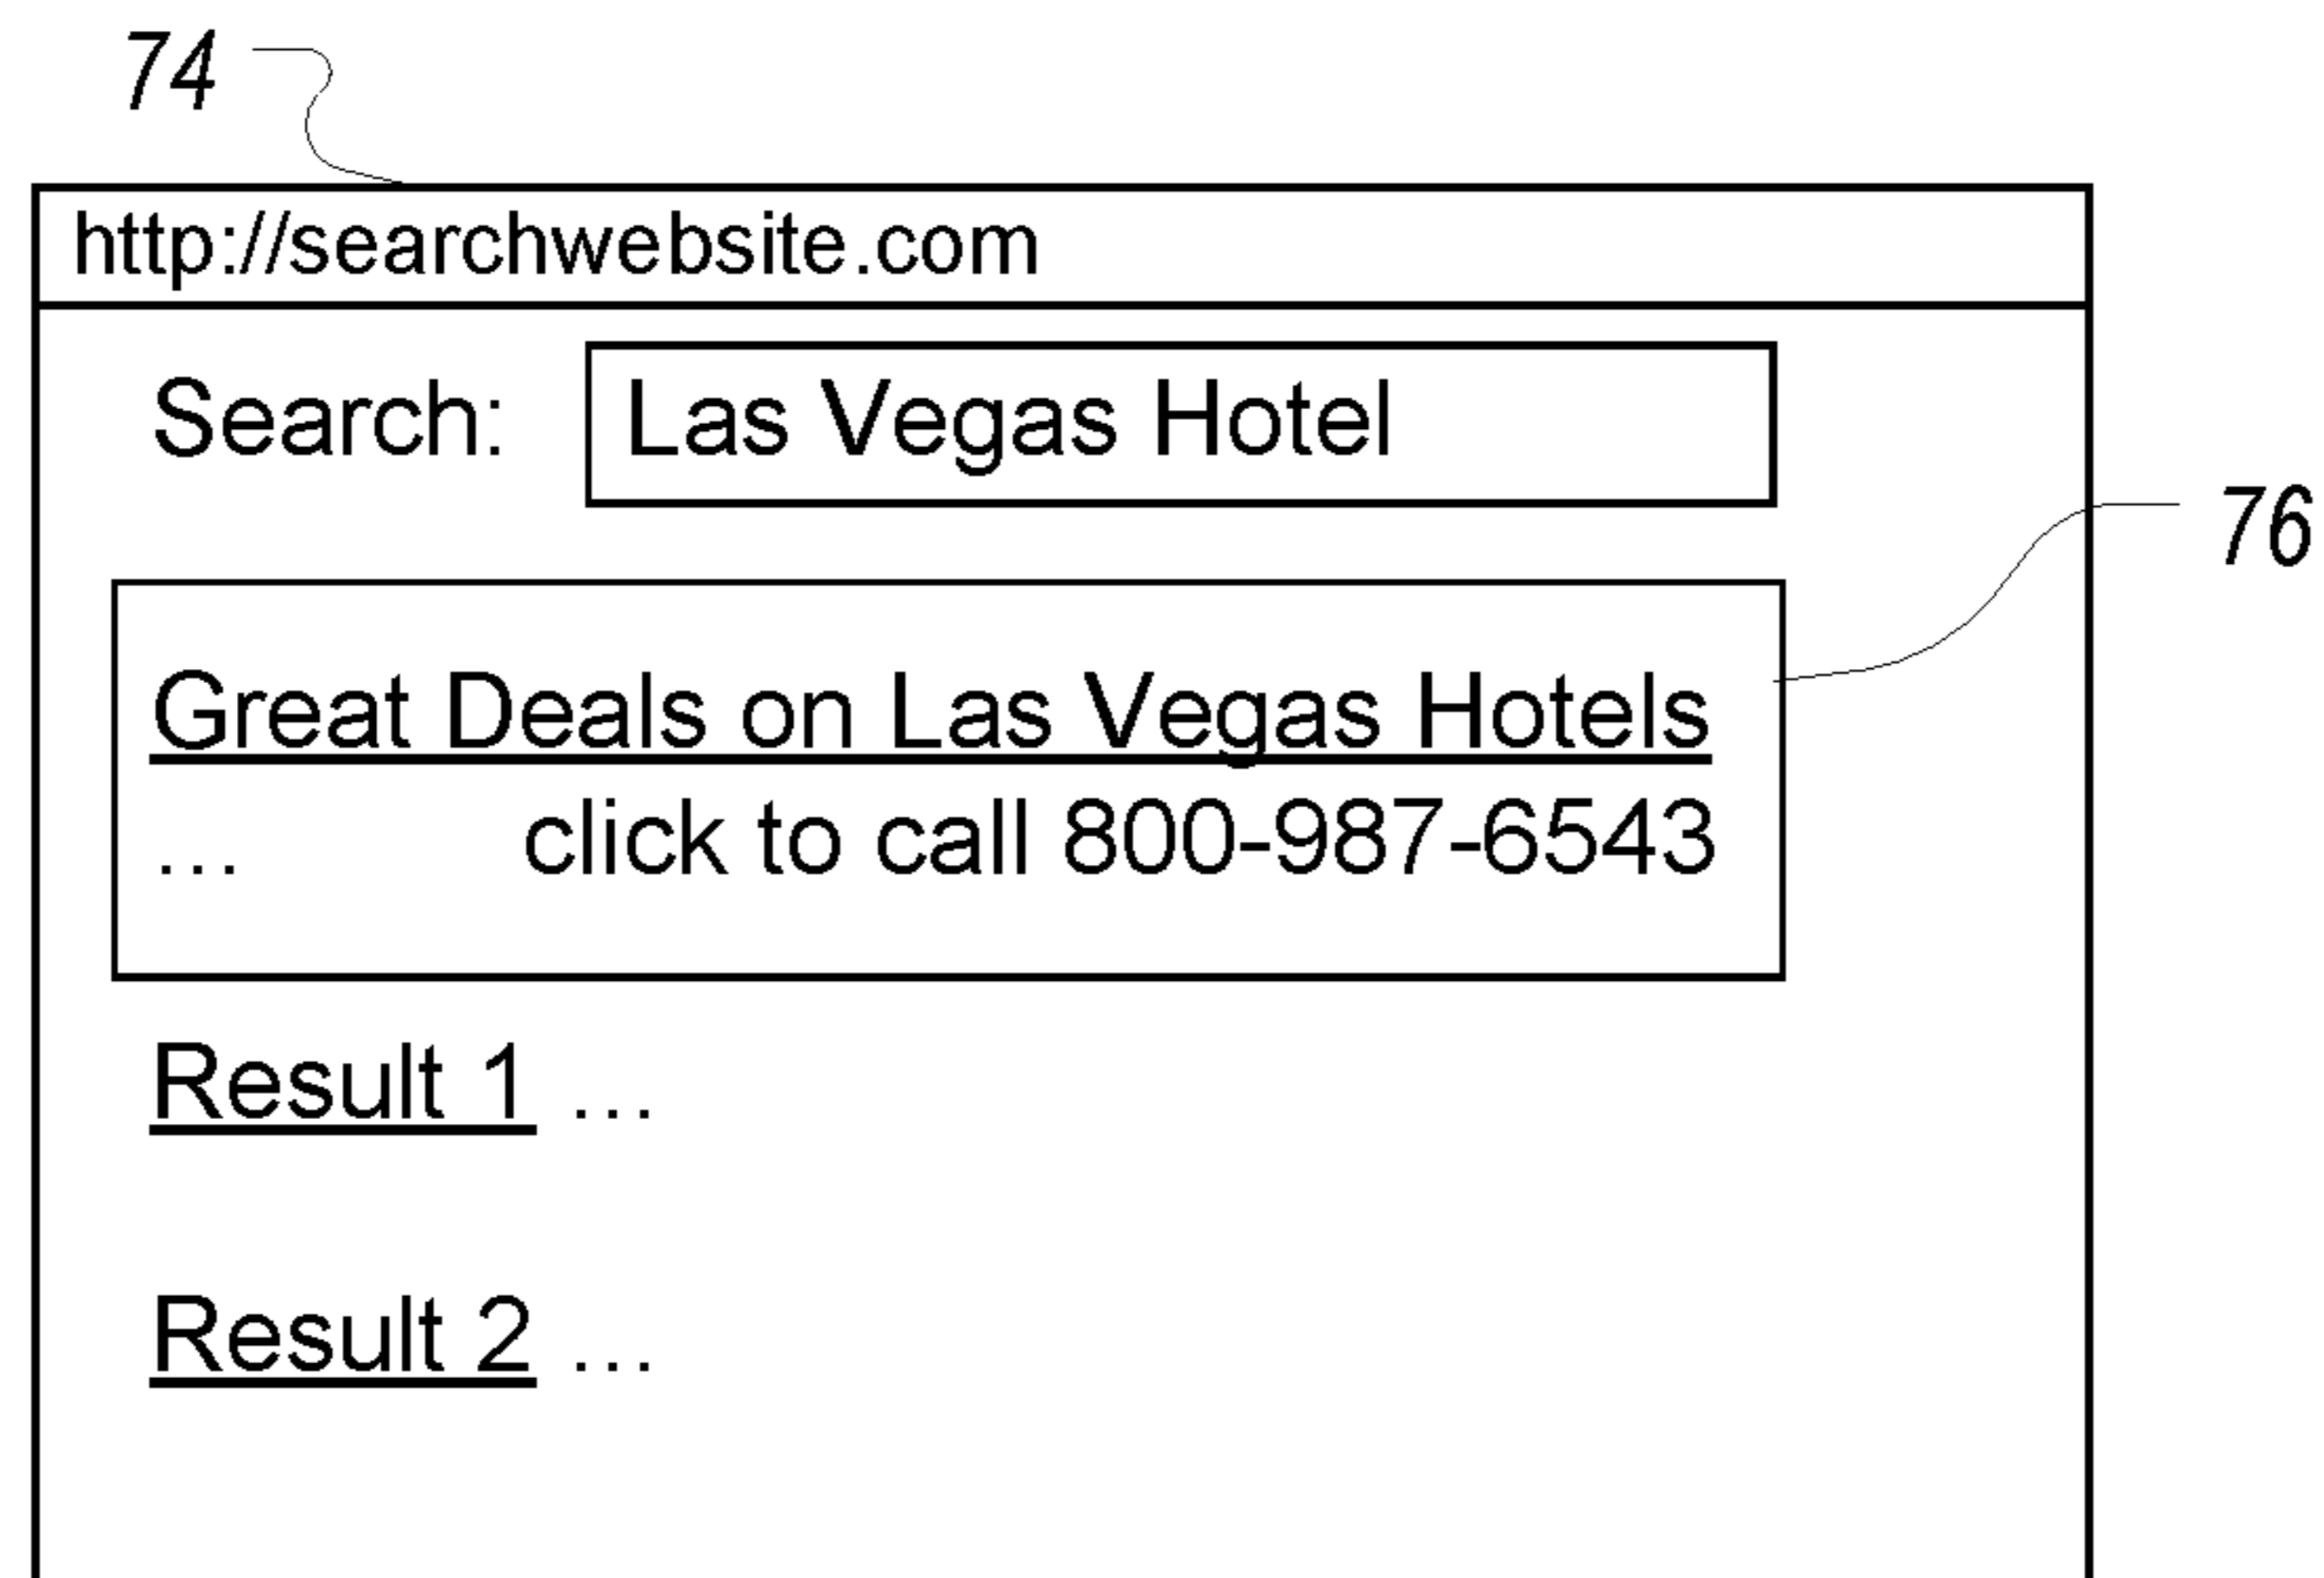 74
http://searchwebsite.com
Search: Las Vegas Hotel
76
Great Deals on Las Vegas Hotels
... click to call 800-987-6543
Result 1 ...
Result 2 ...